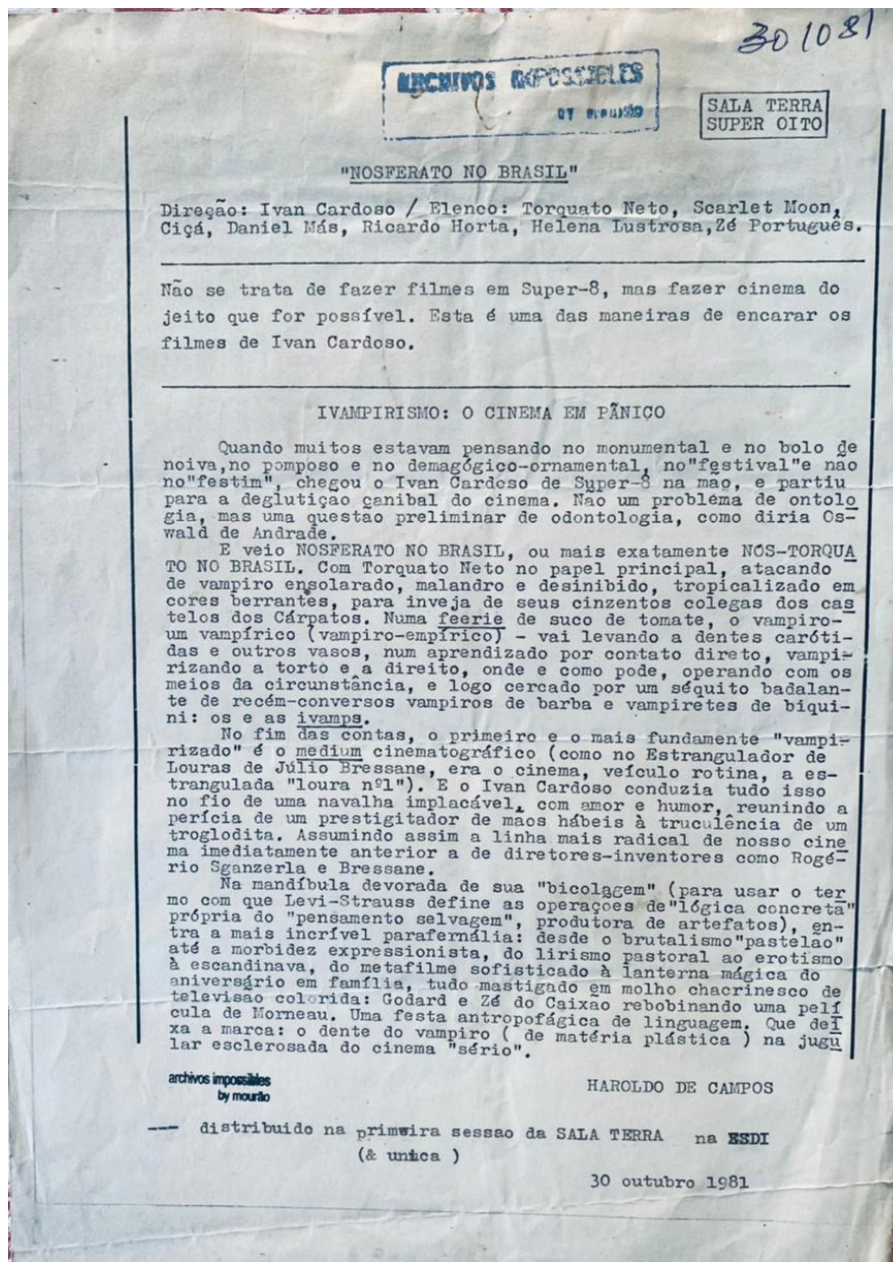 30 10 81
ARCHIVOS IMPOSSIBLES
BY MOURÃO
SALA TERRA
SUPER OITO
"NOSFERATO NO BRASIL"
Direção: Ivan Cardoso / Elenco: Torquato Neto, Scarlet Moon,
Ciçá, Daniel Más, Ricardo Horta, Helena Lustrosa,Zé Português.
Não se trata de fazer filmes em Super-8, mas fazer cinema do
jeito que for possível. Esta é uma das maneiras de encarar os
filmes de Ivan Cardoso.
IVAMPIRISMO: O CINEMA EM PÃNIÇO
Quando muitos estavam pensando no monumental e no bolo de
noiva,no pomposo e no demagógico-ornamental, no"festival"e não
no"festim", chegou o Ivan Cardoso de Super-8 na mao, e partiu
para a deglutiçao canibal do cinema. Nao um problema de ontolo
gia, mas uma questao preliminar de odontologia, como diria Os-
wald de Andrade.
E veio NOSFERATO NO BRASIL, ou mais exatamente NOS-TORQUA
TO NO BRASIL. Com Torquato Neto no papel principal, atacando
de vampiro ensolarado, malandro e desinibido, tropicalizado em
cores berrantes, para inveja de seus cinzentos colegas dos cas
telos dos Cárpatos. Numa feerie de suco de tomate, o vampiro-
um vampírico (vampiro-empírico) - vai levando a dentes caróti-
das e outros vasos, num aprendizado por contato direto, vampi-
rizando a torto e a direito, onde e como pode, operando com os
meios da circunstância, e logo cercado por um séquito badalan-
te de recém-conversos vampiros de barba e vampiretes de biqui-
ni: os e as ivamps.
No fim das contas, o primeiro e o mais fundamente "vampi-
rizado" é o medium cinematográfico (como no Estrangulador de
Louras de Júlio Bressane, era o cinema, veículo rotina, a es-
trangulada "loura nº1"). E o Ivan Cardoso conduzia tudo isso
no fio de uma navalha implacável, com amor e humor, reunindo a
perícia de um prestigitador de maos hábeis à truculência de um
troglodita. Assumindo assim a linha mais radical de nosso cine
ma imediatamente anterior a de diretores-inventores como Rogé-
rio Sganzerla e Bressane.
Na mandíbula devorada de sua "bicolagem" (para usar o ter
mo com que Levi-Strauss define as operaçoes de"lógica concreta"
própria do "pensamento selvagem", produtora de artefatos), en-
tra a mais incrível parafernália: desde o brutalismo"pastelão"
até a morbidez expressionista, do lirismo pastoral ao erotismo
à escandinava, do metafilme sofisticado à lanterna mágica do
aniversário em família, tudo mastigado em molho chacrinesco de
televisao colorida: Godard e Zé do Caixão rebobinando uma pelí
cula de Morneau. Uma festa antropofágica de linguagem. Que dei
xa a marca: o dente do vampiro ( de matéria plástica ) na jugu
lar esclerosada do cinema "sério".
archivos impossibles
by mourão
HAROLDO DE CAMPOS
--- distribuido na primeira sessao da SALA TERRA na ESDI
(& unica )
30 outubro 1981